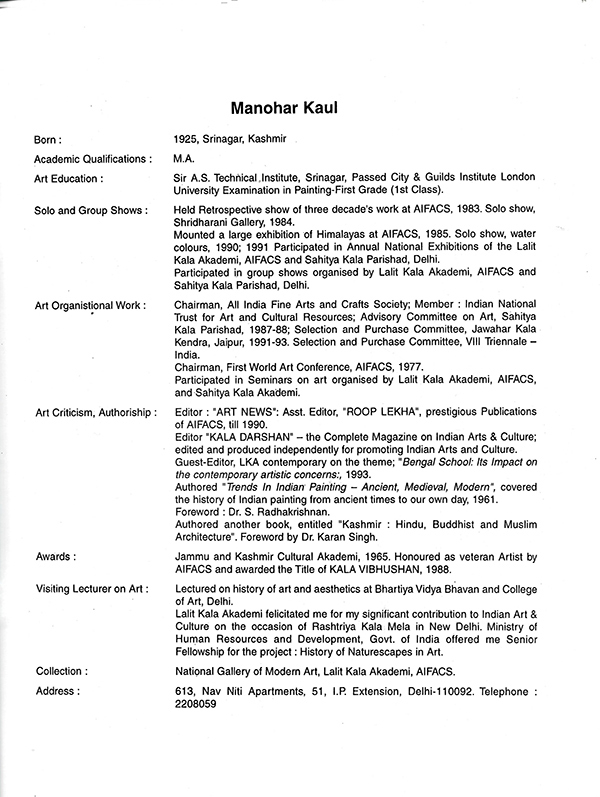 Manohar Kaul
Born : 1925, Srinagar, Kashmir
Academic Qualifications : M.A.
Art Education : Sir A.S. Technical Institute, Srinagar, Passed City & Guilds Institute London
University Examination in Painting-First Grade (1st Class).
Solo and Group Shows : Held Retrospective show of three decade's work at AIFACS, 1983. Solo show,
Shridharani Gallery, 1984.
Mounted a large exhibition of Himalayas at AIFACS, 1985. Solo show, water
colours, 1990; 1991 Participated in Annual National Exhibitions of the Lalit
Kala Akademi, AIFACS and Sahitya Kala Parishad, Delhi.
Participated in group shows organised by Lalit Kala Akademi, AIFACS and
Sahitya Kala Parishad, Delhi.
Art Organistional Work : Chairman, All India Fine Arts and Crafts Society; Member : Indian National
Trust for Art and Cultural Resources; Advisory Committee on Art, Sahitya
Kala Parishad, 1987-88; Selection and Purchase Committee, Jawahar Kala
Kendra, Jaipur, 1991-93. Selection and Purchase Committee, VIII Triennale –
India.
Chairman, First World Art Conference, AIFACS, 1977.
Participated in Seminars on art organised by Lalit Kala Akademi, AIFACS,
and Sahitya Kala Akademi.
Art Criticism, Authoriship : Editor : "ART NEWS": Asst. Editor, "ROOP LEKHA", prestigious Publications
of AIFACS, till 1990.
Editor "KALA DARSHAN" – the Complete Magazine on Indian Arts & Culture;
edited and produced independently for promoting Indian Arts and Culture.
Guest-Editor, LKA contemporary on the theme; "Bengal School: Its Impact on
the contemporary artistic concerns:, 1993.
Authored "Trends In Indian Painting – Ancient, Medieval, Modern", covered
the history of Indian painting from ancient times to our own day, 1961.
Foreword : Dr. S. Radhakrishnan.
Authored another book, entitled "Kashmir : Hindu, Buddhist and Muslim
Architecture". Foreword by Dr. Karan Singh.
Awards : Jammu and Kashmir Cultural Akademi, 1965. Honoured as veteran Artist by
AIFACS and awarded the Title of KALA VIBHUSHAN, 1988.
Visiting Lecturer on Art : Lectured on history of art and aesthetics at Bhartiya Vidya Bhavan and College
of Art, Delhi.
Lalit Kala Akademi felicitated me for my significant contribution to Indian Art &
Culture on the occasion of Rashtriya Kala Mela in New Delhi. Ministry of
Human Resources and Development, Govt. of India offered me Senior
Fellowship for the project : History of Naturescapes in Art.
Collection : National Gallery of Modern Art, Lalit Kala Akademi, AIFACS.
Address : 613, Nav Niti Apartments, 51, I.P. Extension, Delhi-110092. Telephone :
2208059